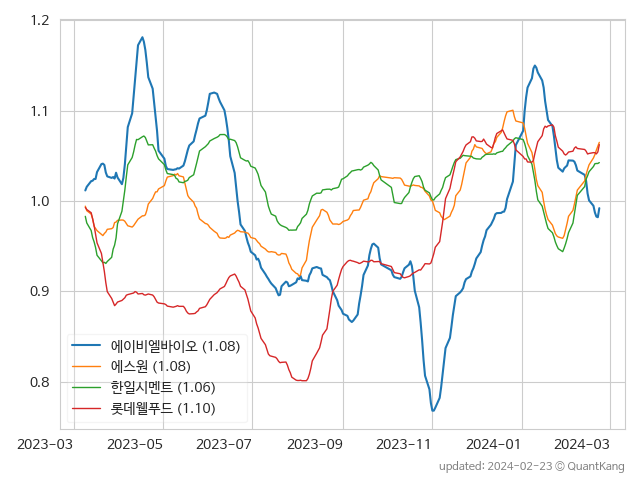 1.2
1.1
1.0
0.9
0.8
에이비엘바이오 (1.08)
에스원 (1.08)
한일시멘트 (1.06)
롯데웰푸드 (1.10)
2023-03 2023-05 2023-07 2023-09 2023-11 2024-01 2024-03
updated: 2024-02-23 © QuantKang